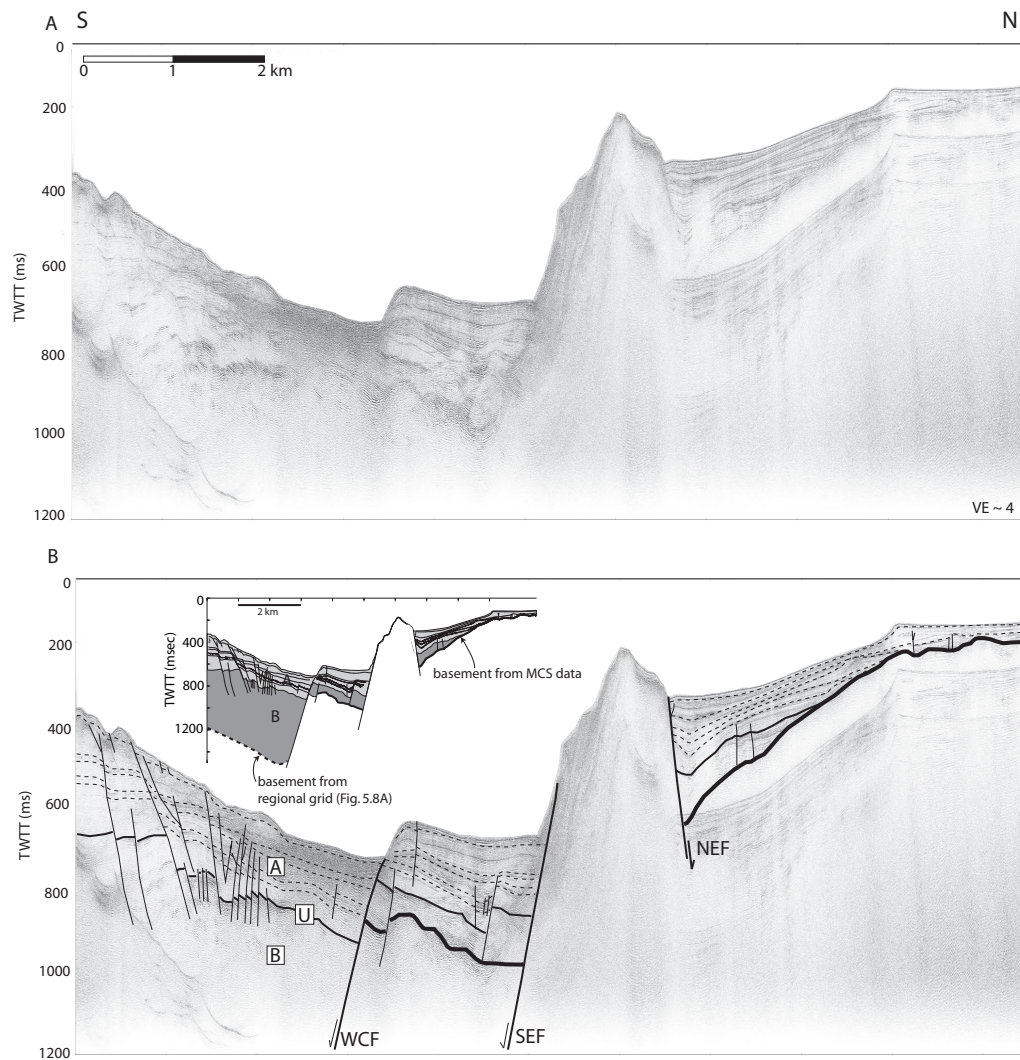 A S N
0
0 1 2 km
200
400
600
TWTT (ms)
800
1000
1200
VE ~ 4
B
0
0
2 km
200
400
TWTT (msec)
800
1200
B
basement from MCS data
basement from
regional grid (Fig. 5.8A)
400
600
TWTT (ms)
NEF
A
800
U
B
1000
WCF SEF
1200